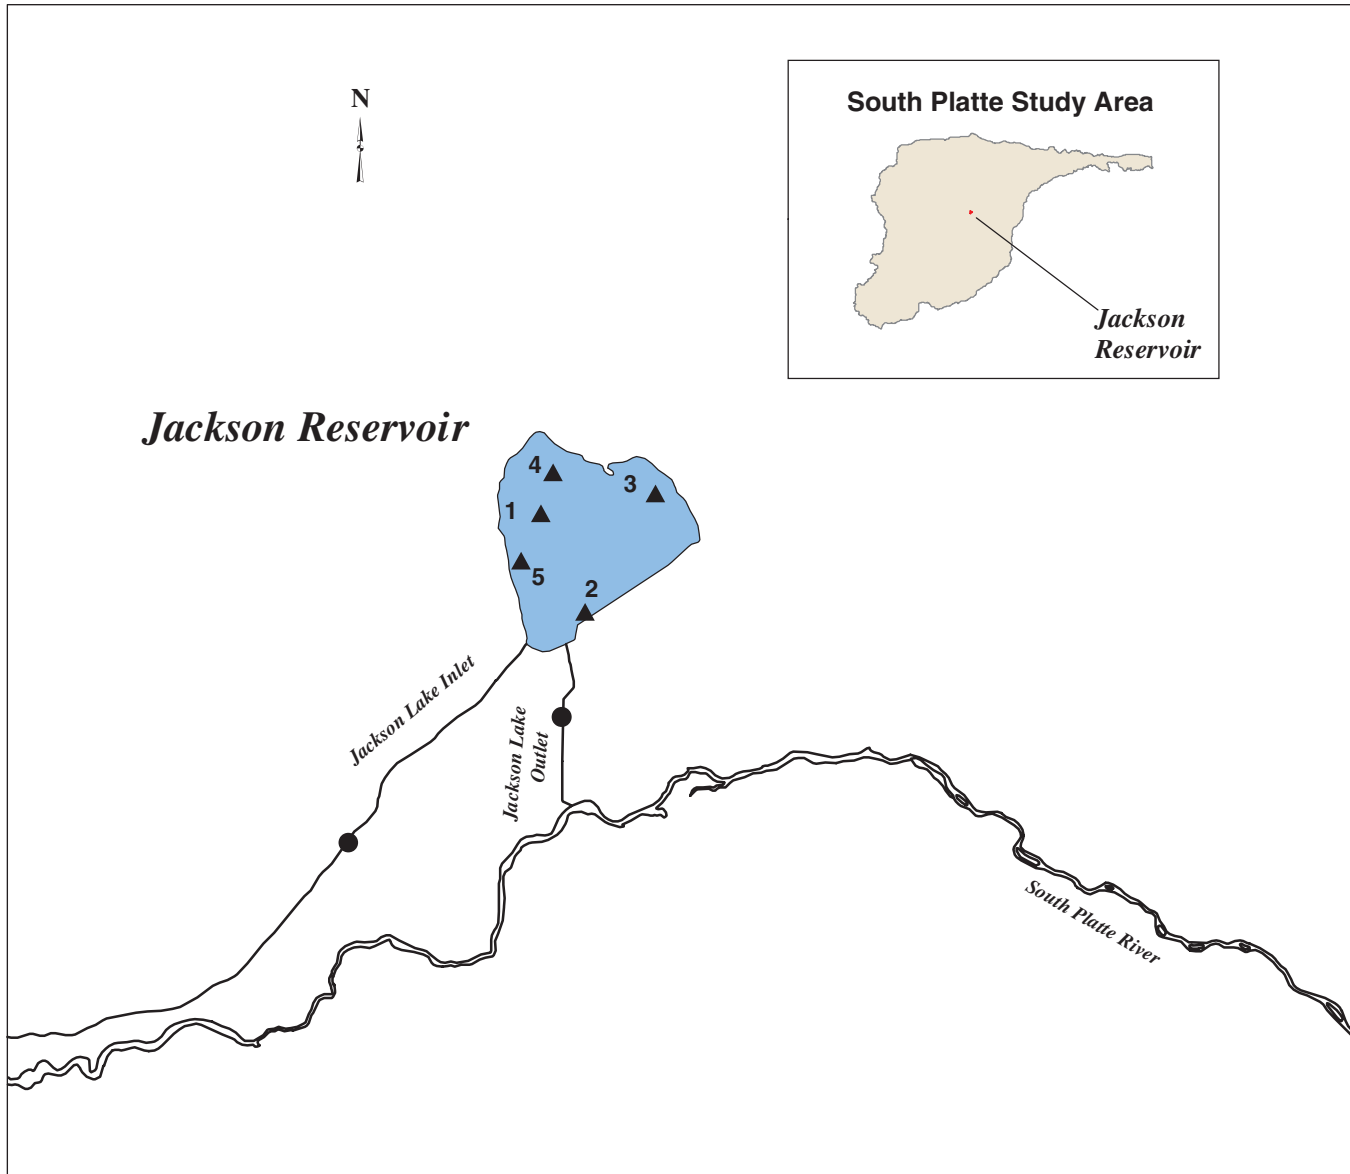 N
South Platte Study Area
Jackson
Reservoir
Jackson Reservoir
4
3
1
5
2
Jackson Lake Inlet
Jackson Lake
Outlet
South Platte River